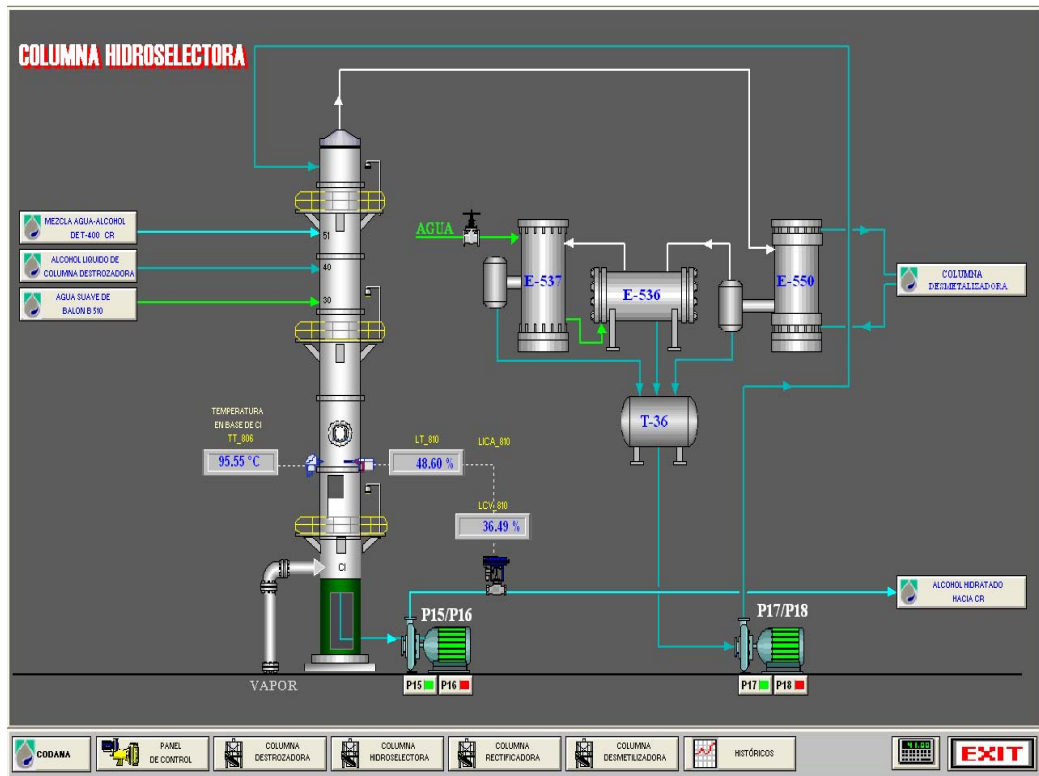 COLUMNA HIDROSELECTORA
MEZCLA AGUA-ALCOHOL
DE T-400 CR
ALCOHOL LIQUIDO DE
COLUMNA DESTROZADORA
AGUA SUAVE DE
BALON B 510
51
40
30
AGUA
E-537
E-536
E-550
COLUMNA
DESMETALIZADORA
T-36
TEMPERATURA
EN BASE DE CI
TT_806
95.55 °C
LT_810
48.60 %
LICA_810
LCV_810
36.49 %
CI
VAPOR
P15/P16
P15
P16
P17/P18
P17
P18
ALCOHOL HIDRATADO
HACIA CR
CODANA
PANEL
DE CONTROL
COLUMNA
DESTROZADORA
COLUMNA
HIDROSELECTORA
COLUMNA
RECTIFICADORA
COLUMNA
DESMETILIZADORA
HISTÓRICOS
41.00
EXIT